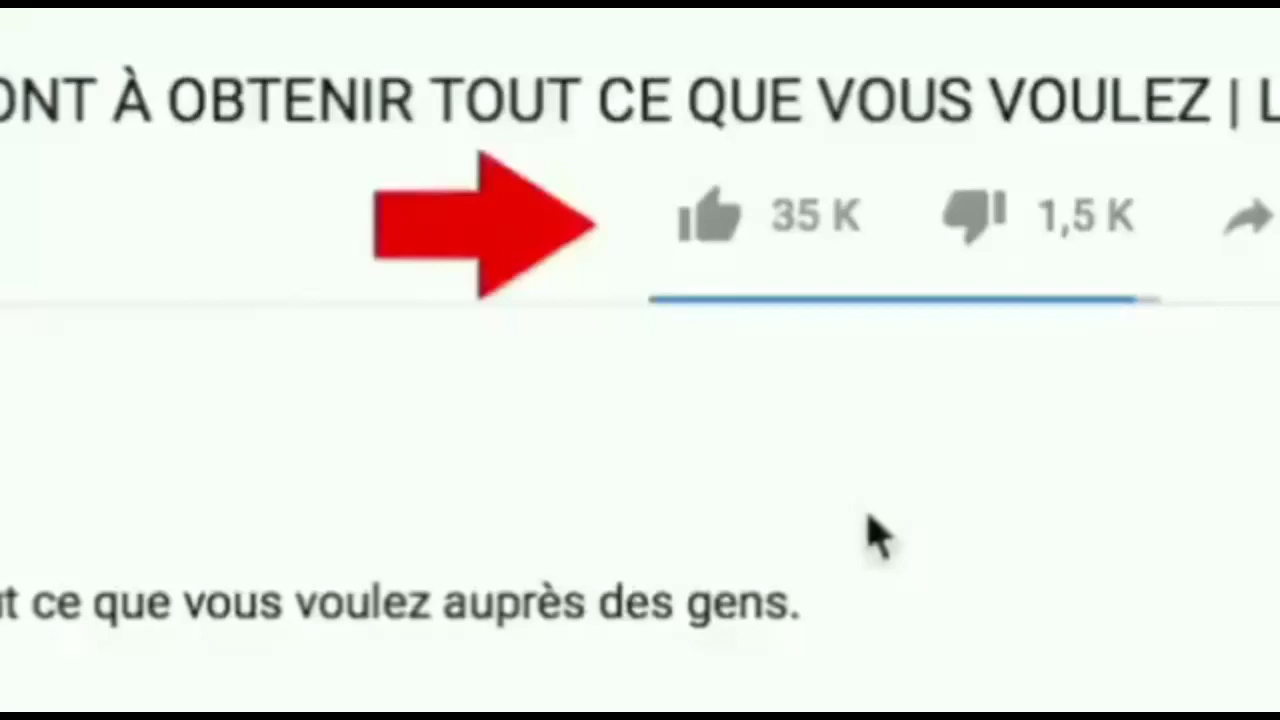 ONT À OBTENIR TOUT CE QUE VOUS VOULEZ | L
35 K 1,5 K
ce que vous voulez auprès des gens.